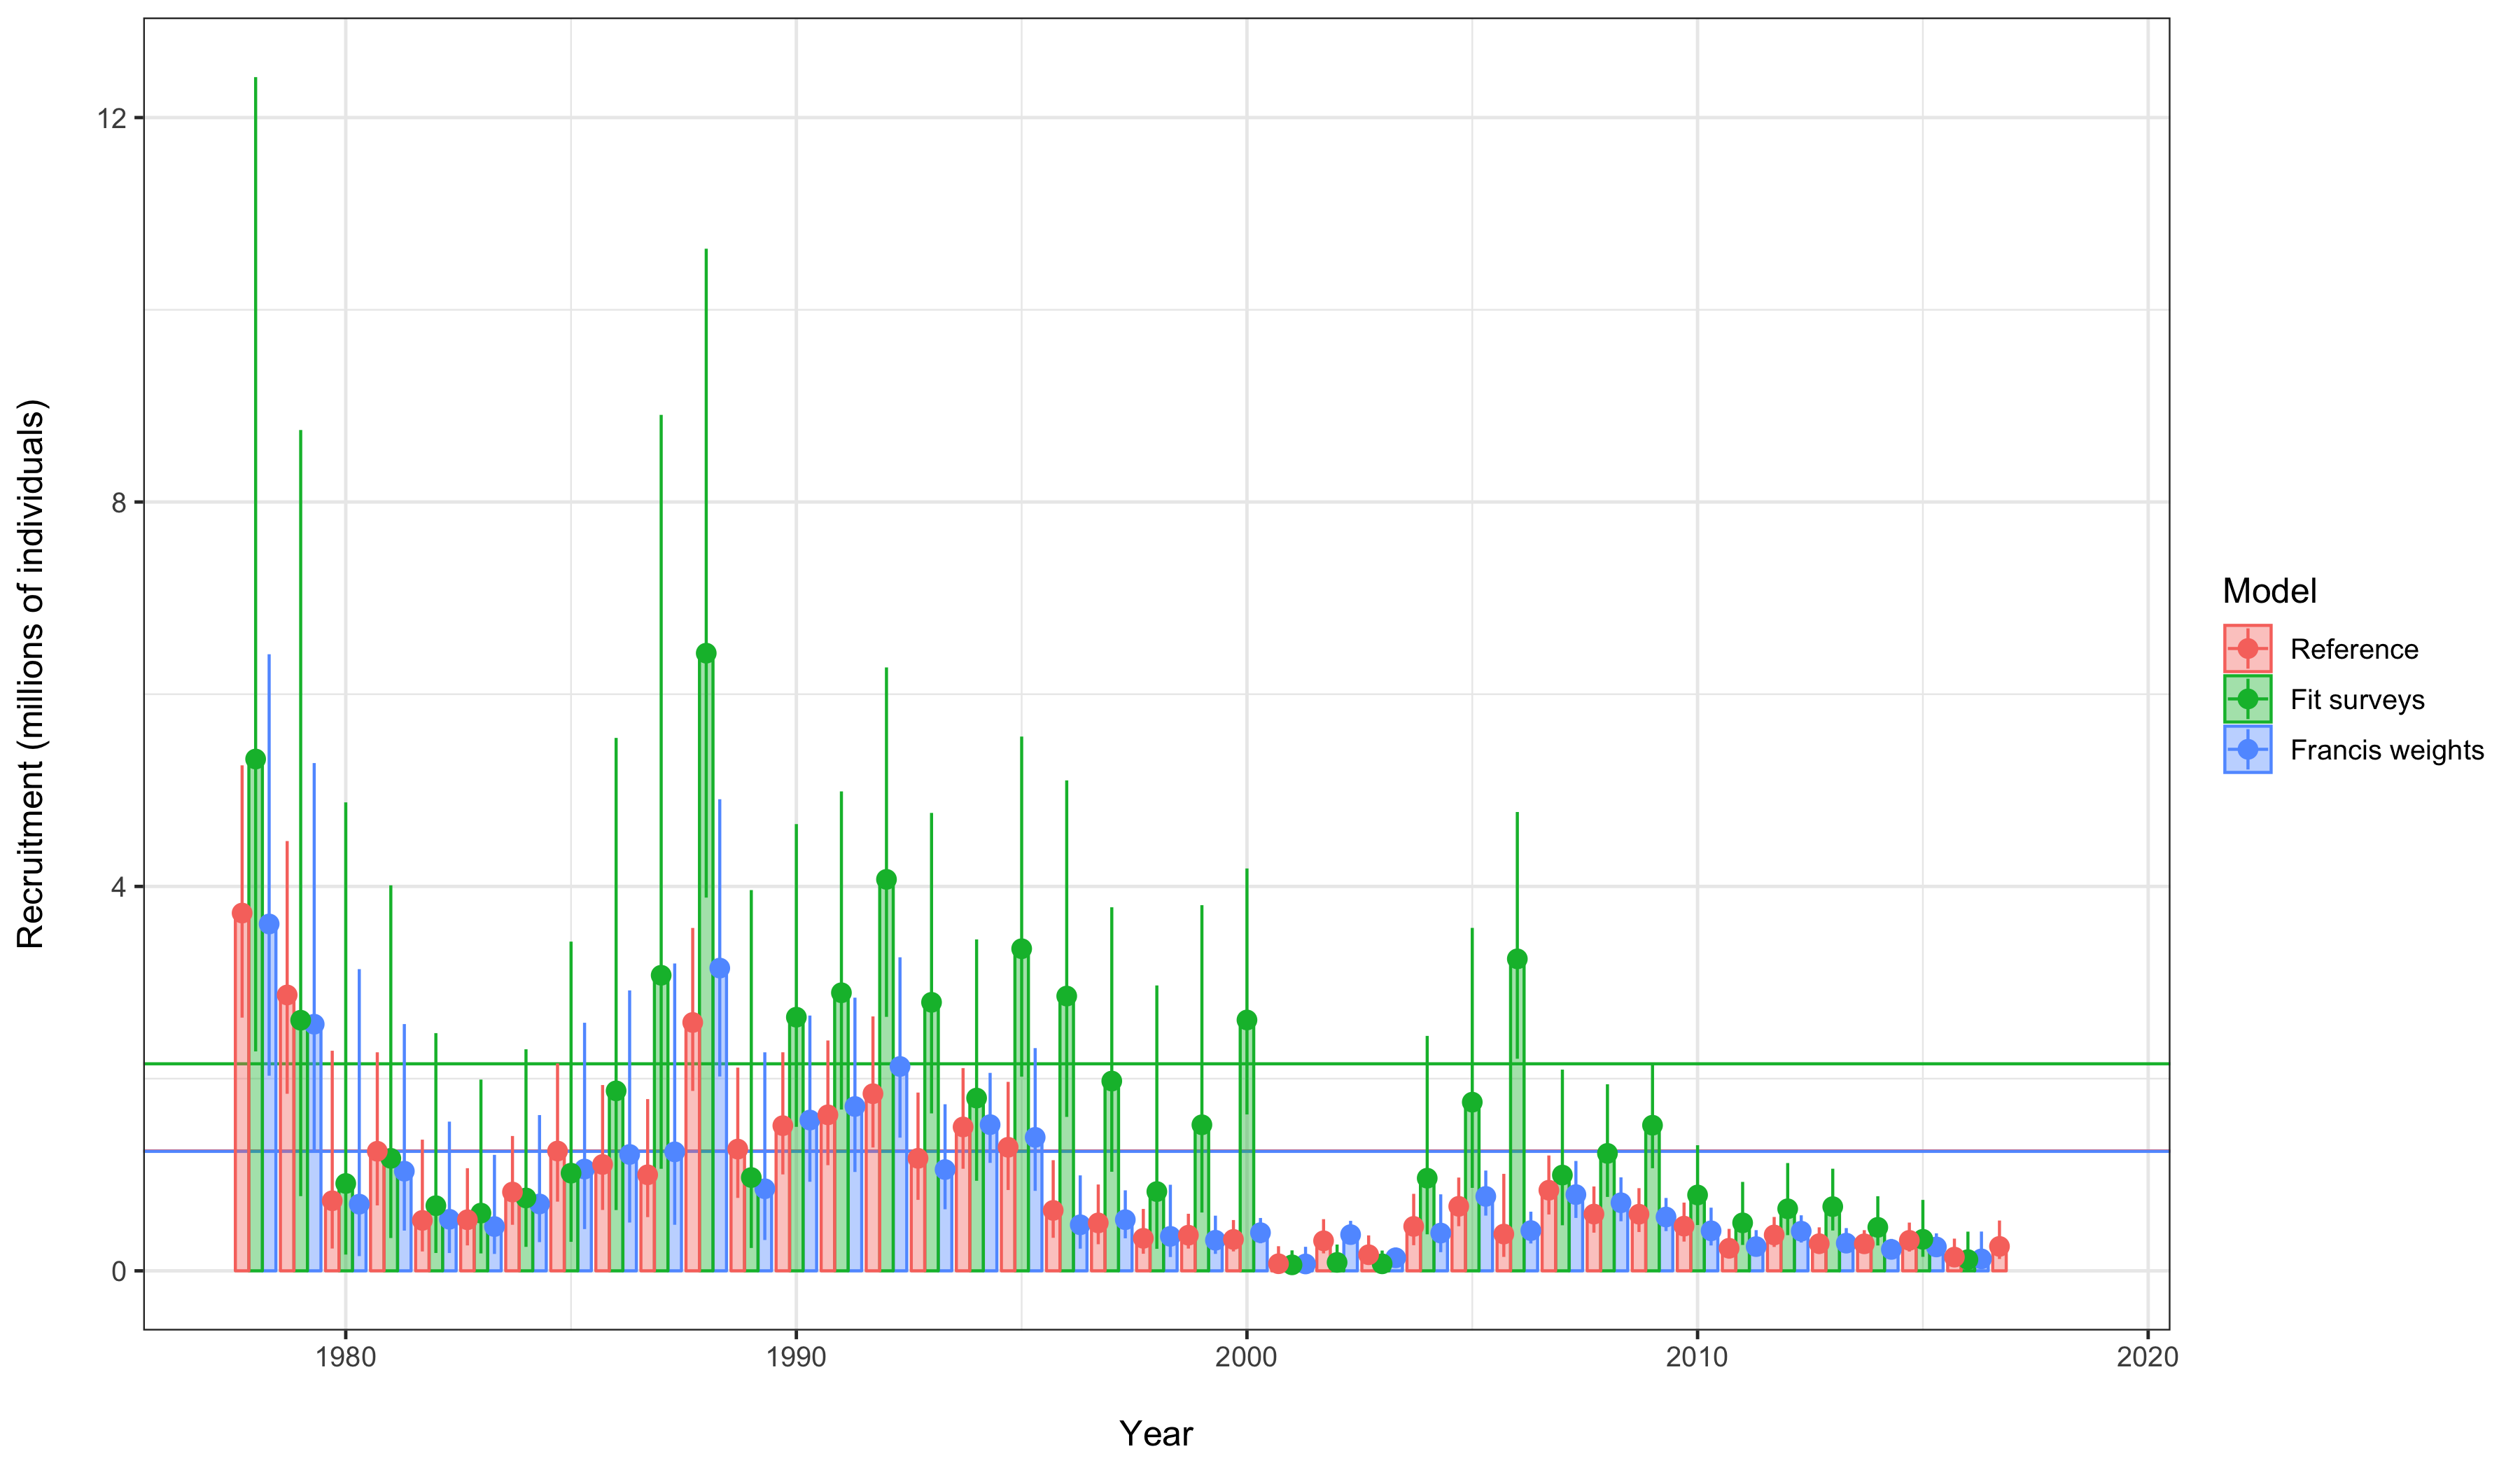 Recruitment (millions of individuals)
12
8
4
0
1980 1990 2000 2010 2020
Year
Model
Reference
Fit surveys
Francis weights